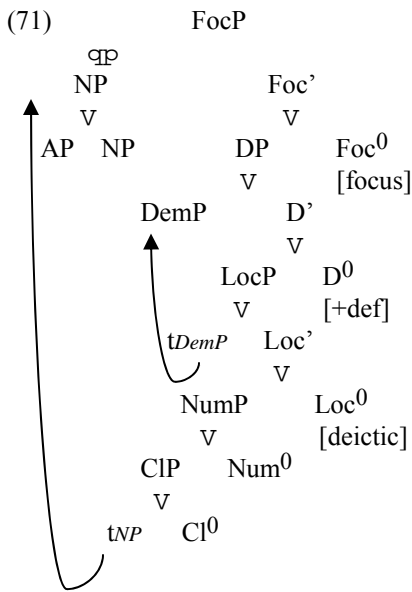 (71) FocP
qp
NP Foc’
V V
AP NP DP Foc0
V [focus]
DemP D’
V
LocP D0
V [+def]
tDemP Loc’
V
NumP Loc0
V [deictic]
ClP Num0
V
tNP Cl0